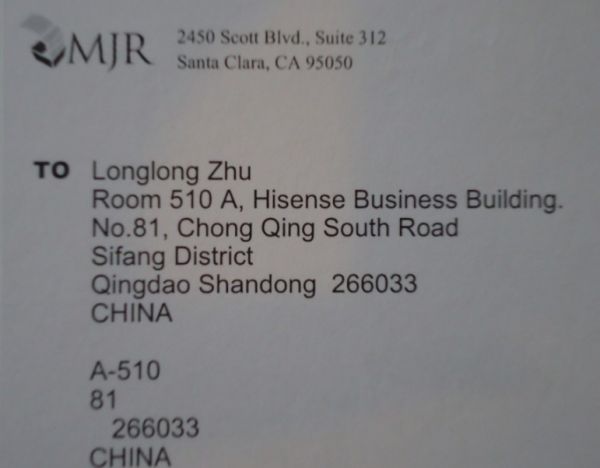 MJR
2450 Scott Blvd., Suite 312
Santa Clara, CA 95050
TO Longlong Zhu
Room 510 A, Hisense Business Building.
No.81, Chong Qing South Road
Sifang District
Qingdao Shandong 266033
CHINA
A-510
81
266033
CHINA